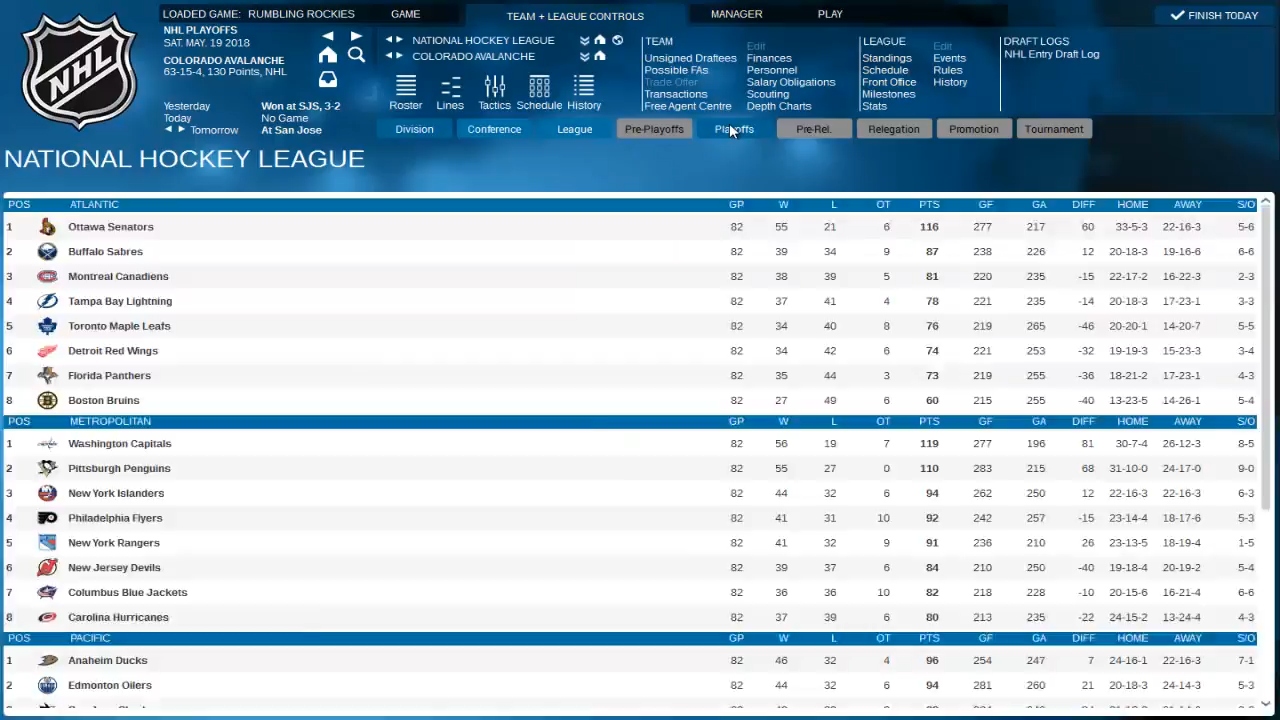 LOADED GAME: RUMBLING ROCKIES
GAME
TEAM + LEAGUE CONTROLS
MANAGER
PLAY
FINISH TODAY
NHL
NHL PLAYOFFS
SAT. MAY. 19 2018
COLORADO AVALANCHE
63-15-4, 130 Points, NHL
Yesterday Won at SJS, 3-2
Today No Game
Tomorrow At San Jose
NATIONAL HOCKEY LEAGUE
COLORADO AVALANCHE
Roster Lines Tactics Schedule History
TEAM
Unsigned Draftees
Possible FAs
Trade Offer
Transactions
Free Agent Centre
Edit
Finances
Personnel
Salary Obligations
Scouting
Depth Charts
LEAGUE
Standings
Schedule
Front Office
Milestones
Stats
Edit
Events
Rules
History
DRAFT LOGS
NHL Entry Draft Log
Division Conference League Pre-Playoffs Playoffs Pre-Rel. Relegation Promotion Tournament
NATIONAL HOCKEY LEAGUE
POS ATLANTIC GP W L OT PTS GF GA DIFF HOME AWAY S/O
1 Ottawa Senators 82 55 21 6 116 277 217 60 33-5-3 22-16-3 5-6
2 Buffalo Sabres 82 39 34 9 87 238 226 12 20-18-3 19-16-6 6-6
3 Montreal Canadiens 82 38 39 5 81 220 235 -15 22-17-2 16-22-3 2-3
4 Tampa Bay Lightning 82 37 41 4 78 221 235 -14 20-18-3 17-23-1 3-3
5 Toronto Maple Leafs 82 34 40 8 76 219 265 -46 20-20-1 14-20-7 5-5
6 Detroit Red Wings 82 34 42 6 74 221 253 -32 19-19-3 15-23-3 3-4
7 Florida Panthers 82 35 44 3 73 219 255 -36 18-21-2 17-23-1 4-3
8 Boston Bruins 82 27 49 6 60 215 255 -40 13-23-5 14-26-1 5-4
POS METROPOLITAN GP W L OT PTS GF GA DIFF HOME AWAY S/O
1 Washington Capitals 82 56 19 7 119 277 196 81 30-7-4 26-12-3 8-5
2 Pittsburgh Penguins 82 55 27 0 110 283 215 68 31-10-0 24-17-0 9-0
3 New York Islanders 82 44 32 6 94 262 250 12 22-16-3 22-16-3 6-3
4 Philadelphia Flyers 82 41 31 10 92 242 257 -15 23-14-4 18-17-6 5-3
5 New York Rangers 82 41 32 9 91 236 210 26 23-13-5 18-19-4 1-5
6 New Jersey Devils 82 39 37 6 84 210 250 -40 19-18-4 20-19-2 5-4
7 Columbus Blue Jackets 82 36 36 10 82 218 228 -10 20-15-6 16-21-4 6-6
8 Carolina Hurricanes 82 37 39 6 80 213 235 -22 24-15-2 13-24-4 4-3
POS PACIFIC GP W L OT PTS GF GA DIFF HOME AWAY S/O
1 Anaheim Ducks 82 46 32 4 96 254 247 7 24-16-1 22-16-3 7-1
2 Edmonton Oilers 82 44 32 6 94 281 260 21 20-18-3 24-14-3 5-3